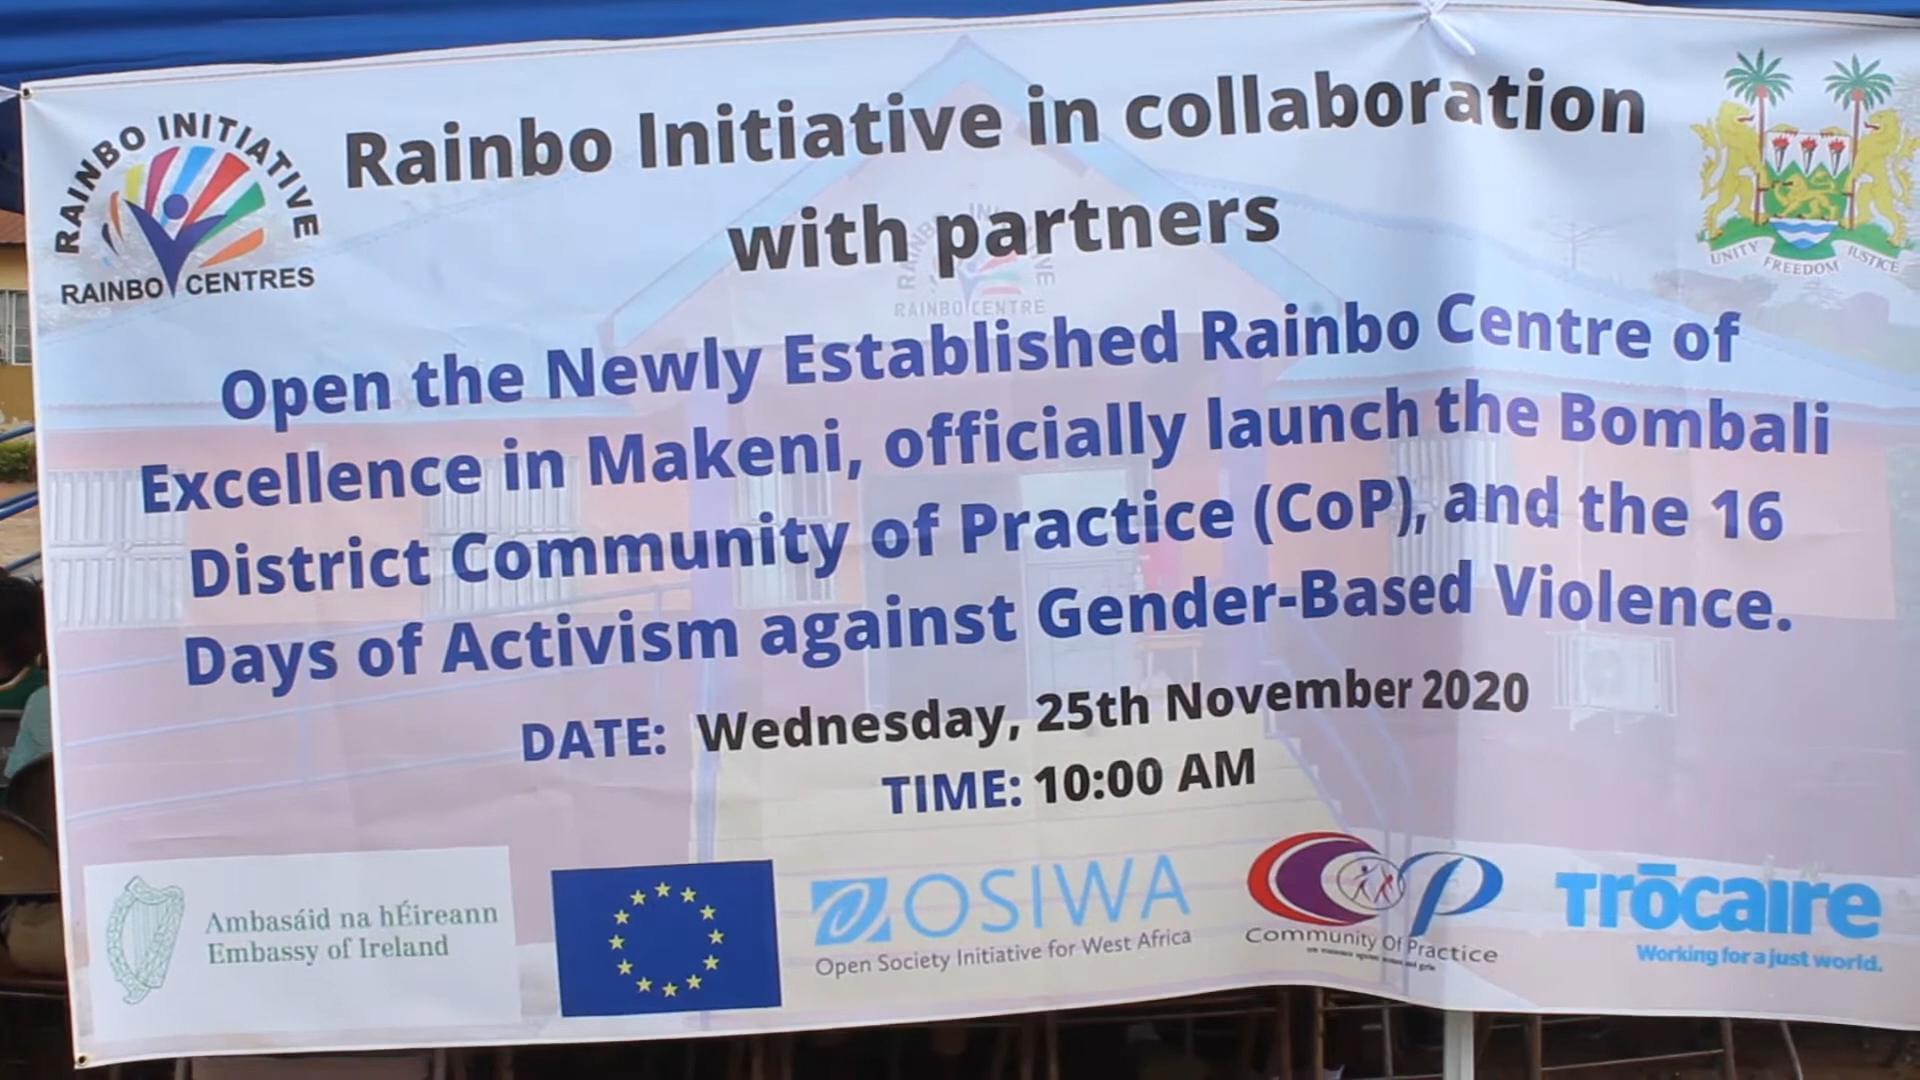 RAINBO INITIATIVE
RAINBO CENTRES
Rainbo Initiative in collaboration
with partners
UNITY FREEDOM JUSTICE
RAINBO CENTRE
Open the Newly Established Rainbo Centre of
Excellence in Makeni, officially launch the Bombali
District Community of Practice (CoP), and the 16
Days of Activism against Gender-Based Violence.
DATE: Wednesday, 25th November 2020
TIME: 10:00 AM
Ambasáid na hÉireann
Embassy of Ireland
OSIWA
Open Society Initiative for West Africa
COP
Community Of Practice
Trócaire
Working for a just world.